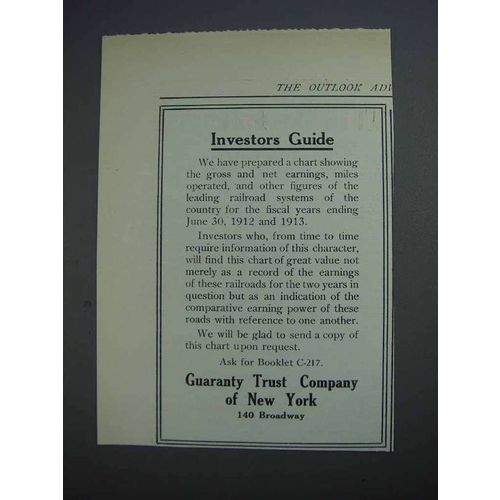 THE OUTLOOK ADV
Investors Guide
We have prepared a chart showing
the gross and net earnings, miles
operated, and other figures of the
leading railroad systems of the
country for the fiscal years ending
June 30, 1912 and 1913.
Investors who, from time to time
require information of this character,
will find this chart of great value not
merely as a record of the earnings
of these railroads for the two years in
question but as an indication of the
comparative earning power of these
roads with reference to one another.
We will be glad to send a copy of
this chart upon request.
Ask for Booklet C-217.
Guaranty Trust Company
of New York
140 Broadway